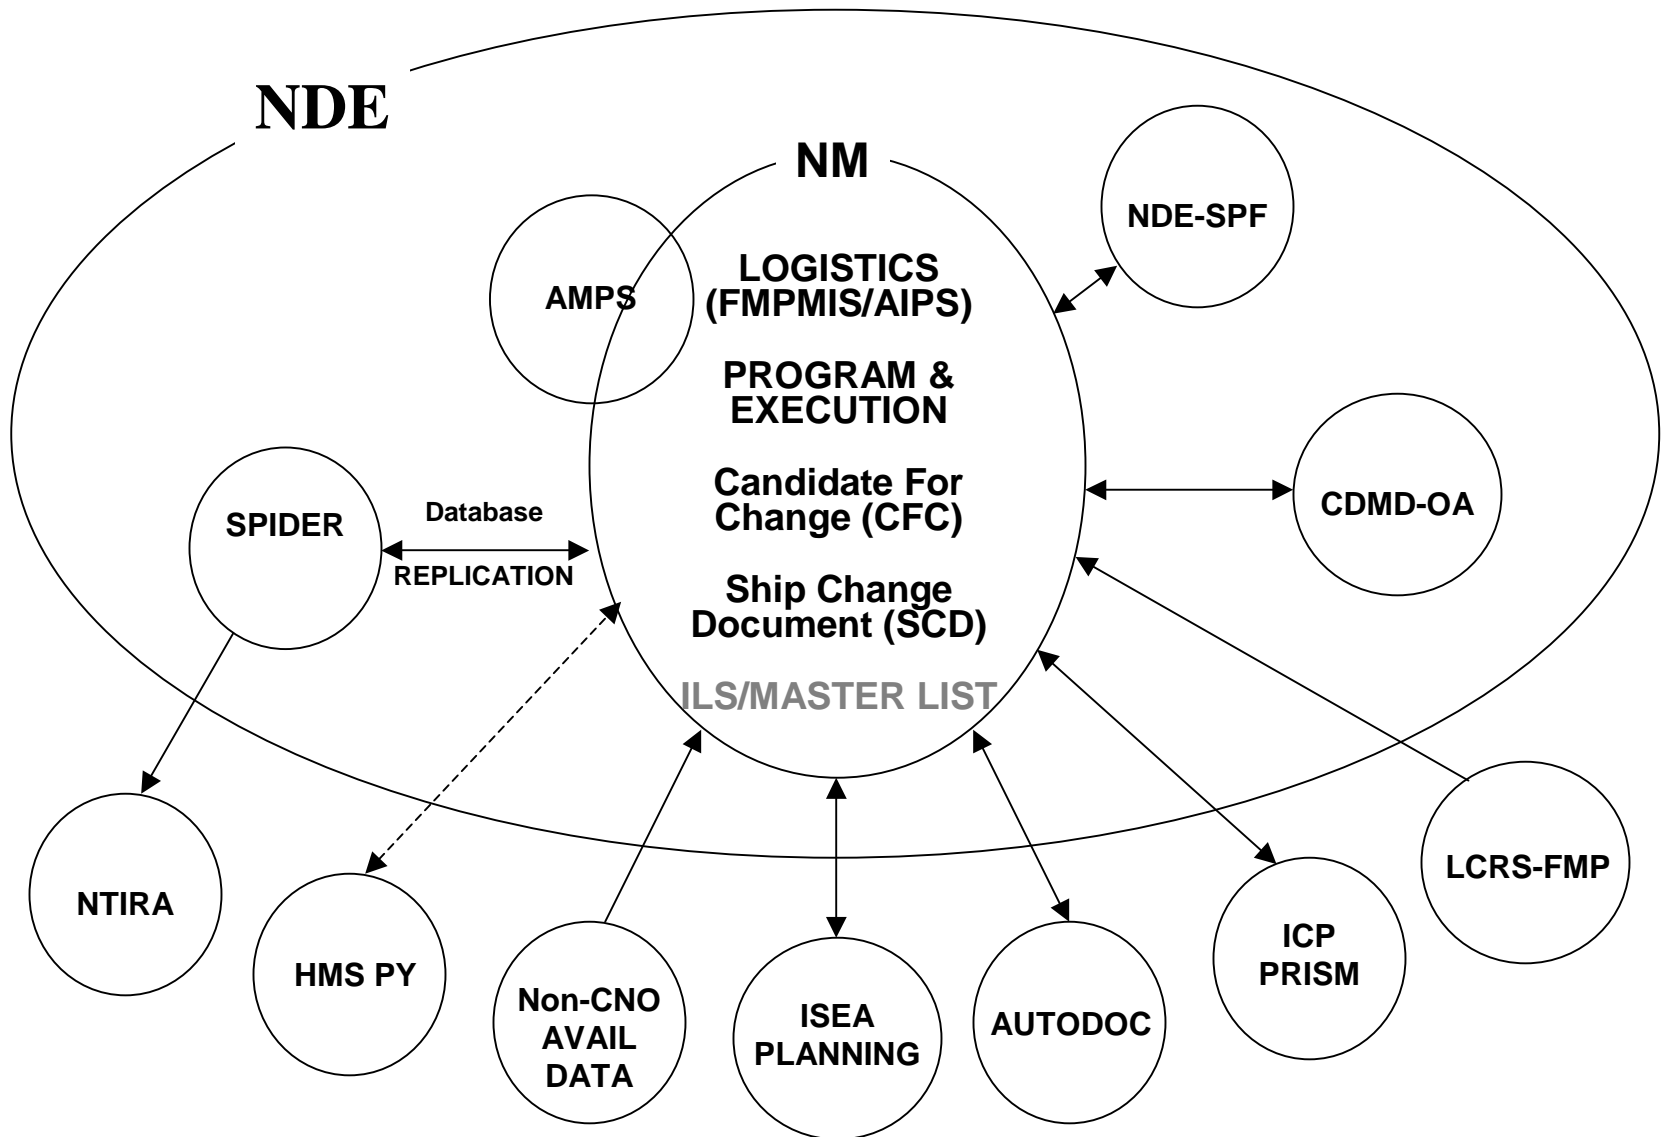 NDE
NM
NDE-SPF
AMPS
LOGISTICS
(FMPMIS/AIPS)
PROGRAM &
EXECUTION
Candidate For
Change (CFC)
Ship Change
Document (SCD)
ILS/MASTER LIST
SPIDER
Database
REPLICATION
CDMD-OA
NTIRA
HMS PY
Non-CNO
AVAIL
DATA
ISEA
PLANNING
AUTODOC
ICP
PRISM
LCRS-FMP